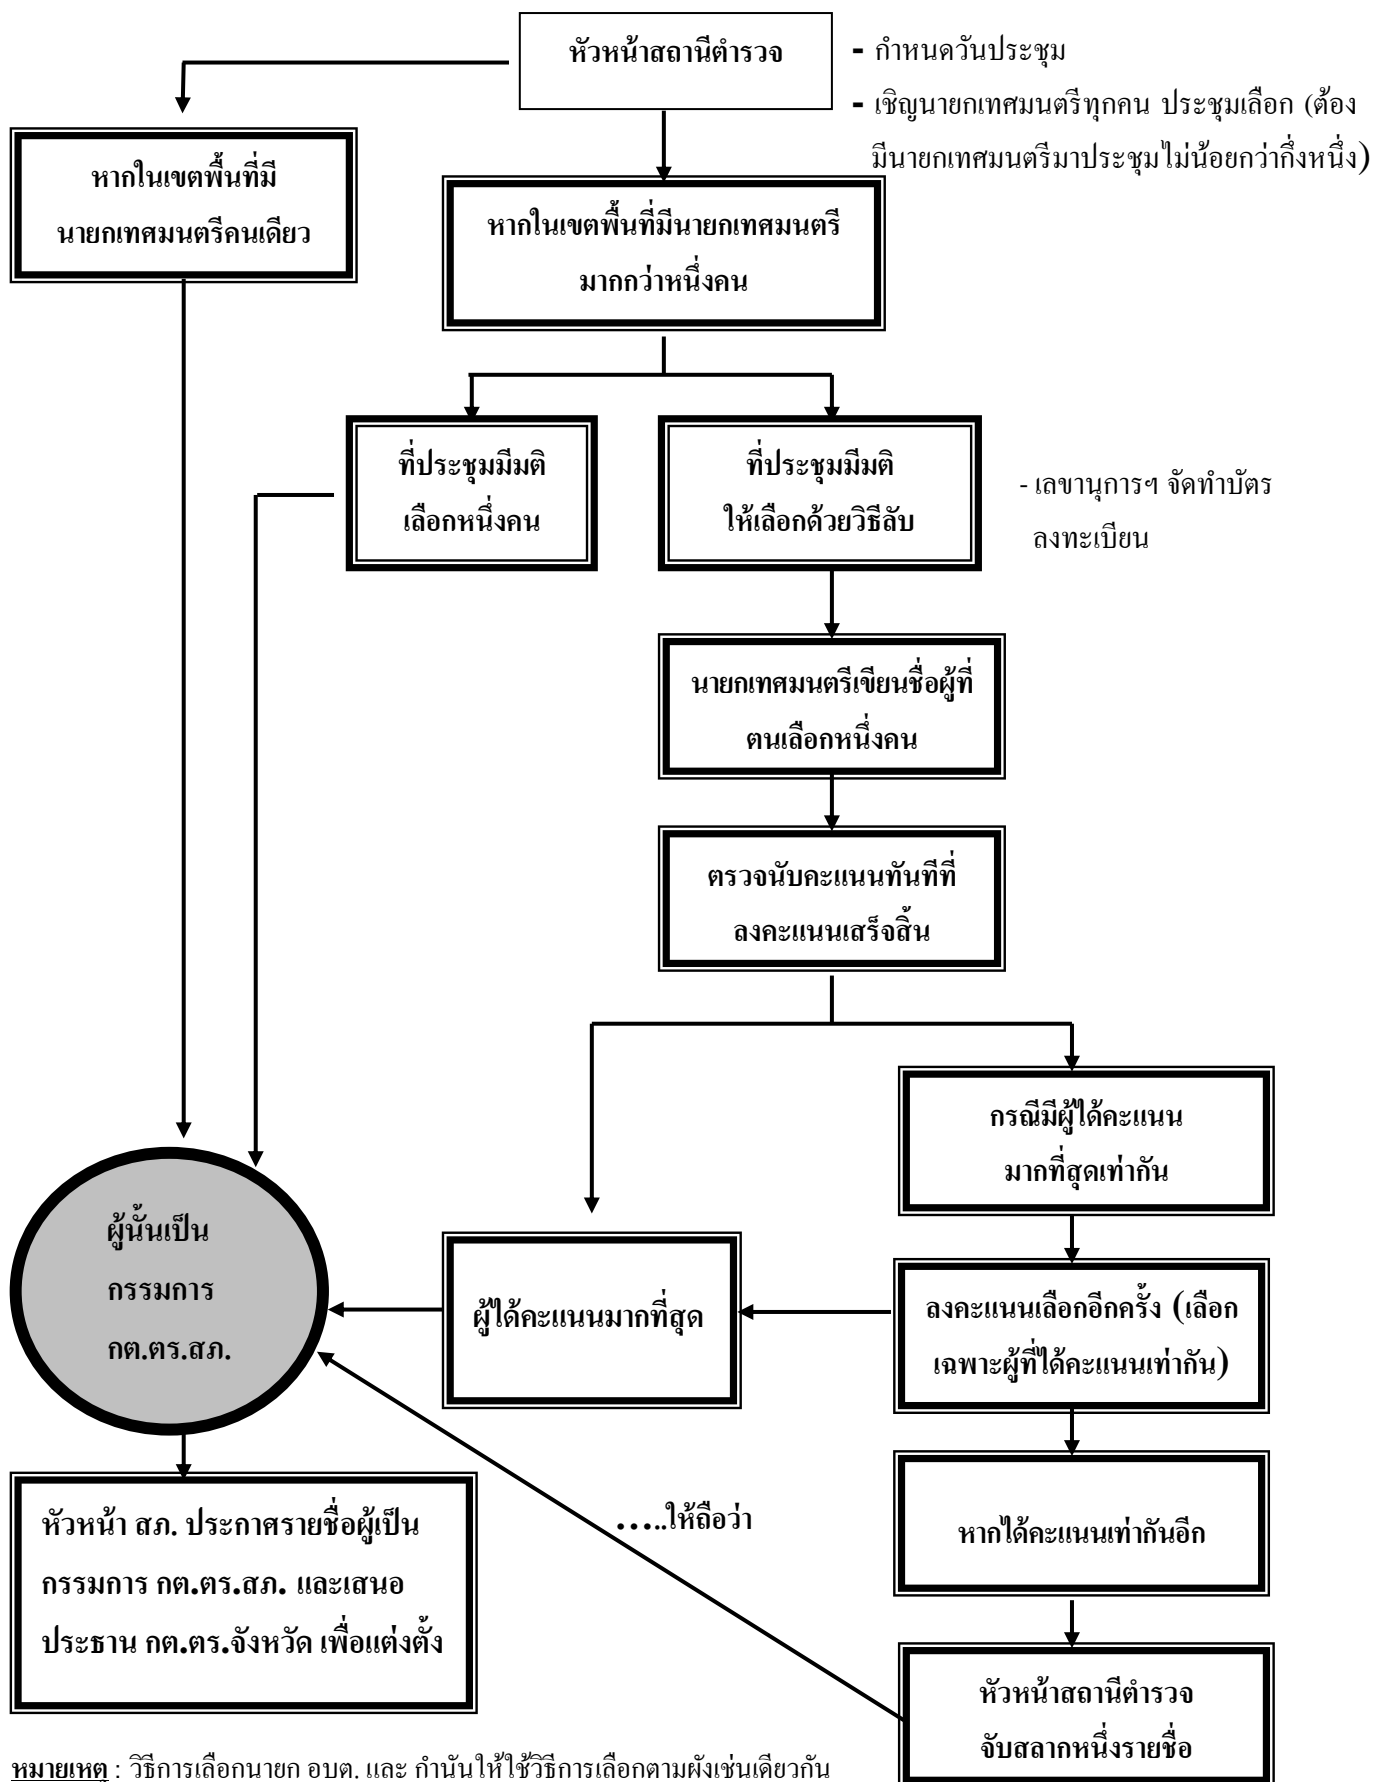 หัวหน้าสถานีตำรวจ
- กำหนดวันประชุม
- เชิญนายกเทศมนตรีทุกคน ประชุมเลือก (ต้อง
มีนายกเทศมนตรีมาประชุมไม่น้อยกว่ากึ่งหนึ่ง)
หากในเขตพื้นที่มี
นายกเทศมนตรีคนเดียว
หากในเขตพื้นที่มีนายกเทศมนตรี
มากกว่าหนึ่งคน
ที่ประชุมมีมติ
เลือกหนึ่งคน
ที่ประชุมมีมติ
ให้เลือกด้วยวิธีลับ
- เลขานุการฯ จัดทำบัตร
ลงทะเบียน
นายกเทศมนตรีเขียนชื่อผู้ที่
ตนเลือกหนึ่งคน
ตรวจนับคะแนนทันทีที่
ลงคะแนนเสร็จสิ้น
กรณีมีผู้ได้คะแนน
มากที่สุดเท่ากัน
ผู้นั้นเป็น
กรรมการ
กต.ตร.สภ.
ผู้ได้คะแนนมากที่สุด
ลงคะแนนเลือกอีกครั้ง (เลือก
เฉพาะผู้ที่ได้คะแนนเท่ากัน)
หัวหน้า สภ. ประกาศรายชื่อผู้เป็น
กรรมการ กต.ตร.สภ. และเสนอ
ประธาน กต.ตร.จังหวัด เพื่อแต่งตั้ง
.....ให้ถือว่า
หากได้คะแนนเท่ากันอีก
หัวหน้าสถานีตำรวจ
จับสลากหนึ่งรายชื่อ
หมายเหตุ : วิธีการเลือกนายก อบต. และ กำนันให้ใช้วิธีการเลือกตามผังเช่นเดียวกัน